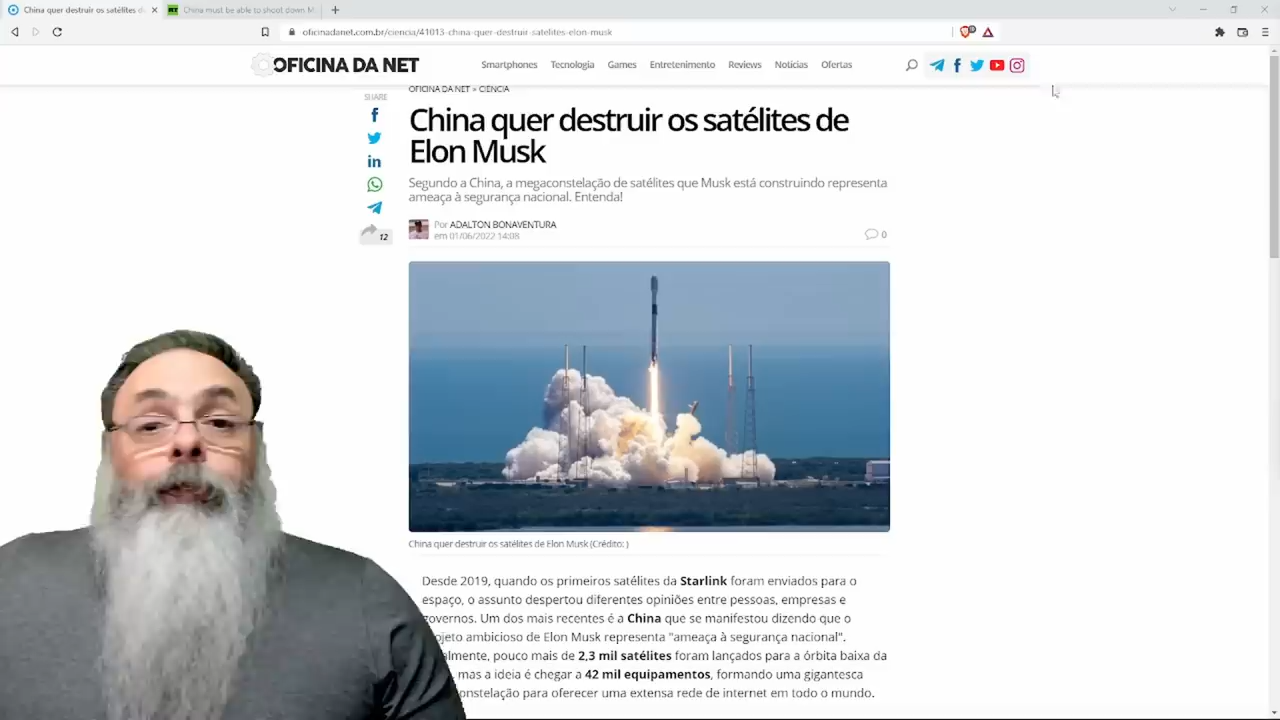 China quer destruir os satélites de
China must be able to shoot down M
oficinadanet.com.br/ciencia/41013-china-quer-destruir-satelites-elon-musk
OFICINA DA NET
Smartphones Tecnologia Games Entretenimento Reviews Notícias Ofertas
OFICINA DA NET » CIÊNCIA
SHARE
China quer destruir os satélites de
Elon Musk
Segundo a China, a megaconstelação de satélites que Musk está construindo representa
ameaça à segurança nacional. Entenda!
Por ADALTON BONAVENTURA
em 01/06/2022 14:08
0
12
China quer destruir os satélites de Elon Musk (Crédito: )
Desde 2019, quando os primeiros satélites da Starlink foram enviados para o
espaço, o assunto despertou diferentes opiniões entre pessoas, empresas e
governos. Um dos mais recentes é a China que se manifestou dizendo que o
ojeto ambicioso de Elon Musk representa "ameaça à segurança nacional".
almente, pouco mais de 2,3 mil satélites foram lançados para a órbita baixa da
mas a ideia é chegar a 42 mil equipamentos, formando uma gigantesca
onstelação para oferecer uma extensa rede de internet em todo o mundo.